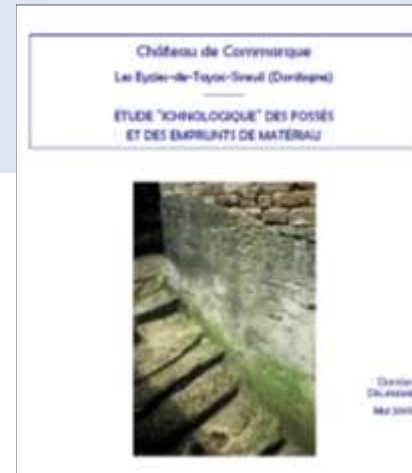 Château de Commarque
Les Eyzies-de-Tayac-Sireuil (Dordogne)
ÉTUDE "ICHNOLOGIQUE" DES FOSSÉS
ET DES EMPRUNTS DE MATÉRIAU